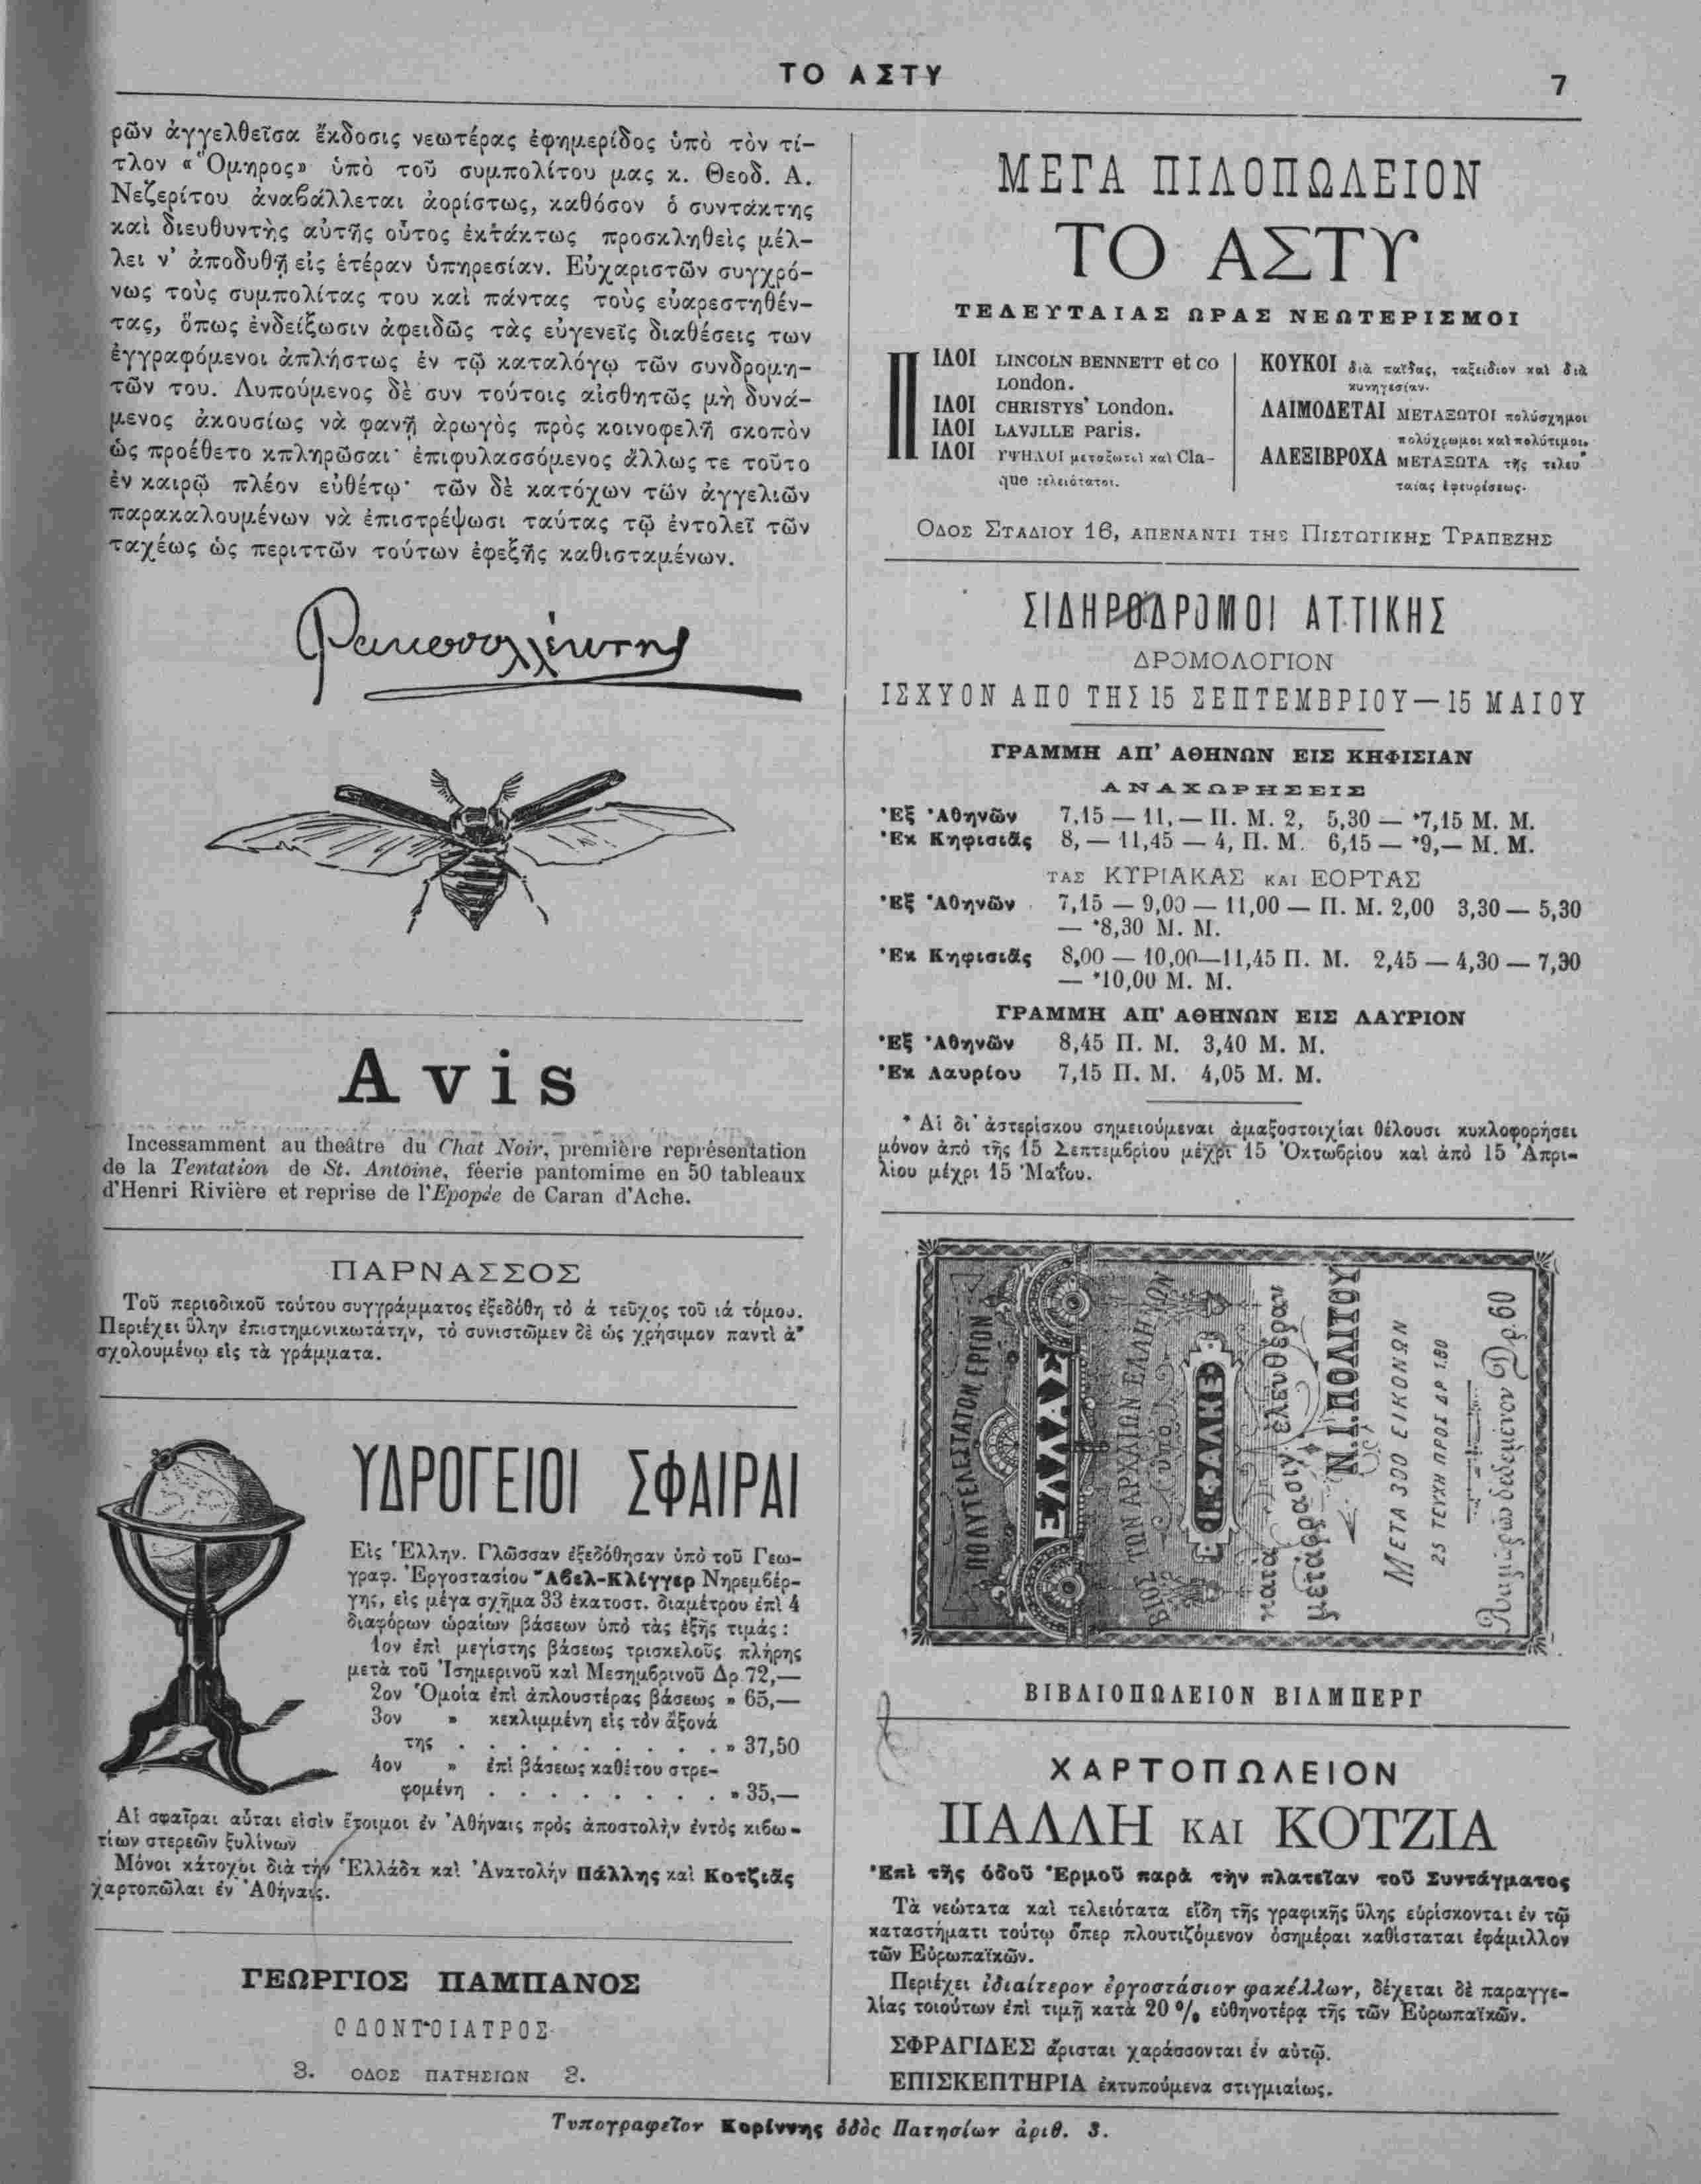 ΤΟ ΑΣΤΥ
7
ρῶν ἀγγελθεῖσα ἔκδοσις νεωτέρας ἐφημερίδος ὑπὸ τὸν τί-
τλον «Ὅμηρος» ὑπὸ τοῦ συμπολίτου μας κ. Θεοδ. Α.
Νεζερίτου ἀναβάλλεται ἀορίστως, καθόσον ὁ συντάκτης
καὶ διευθυντὴς αὐτῆς οὗτος ἐκτάκτως προσκληθεὶς μέλ-
λει ν' ἀποδυθῇ εἰς ἑτέραν ὑπηρεσίαν. Εὐχαριστῶν συγχρό-
νως τοὺς συμπολίτας του καὶ πάντας τοὺς εὐαρεστηθέν-
τας, ὅπως ἐνδείξωσιν ἀφειδῶς τὰς εὐγενεῖς διαθέσεις των
ἐγγραφόμενοι ἀπλήστως ἐν τῷ καταλόγῳ τῶν συνδρομη-
τῶν του. Λυπούμενος δὲ συν τούτοις αἰσθητῶς μὴ δυνά-
μενος ἀκουσίως νὰ φανῇ ἀρωγὸς πρὸς κοινοφελῆ σκοπὸν
ὡς προέθετο κπληρῶσαι· ἐπιφυλασσόμενος ἄλλως τε τοῦτο
ἐν καιρῷ πλέον εὐθέτῳ· τῶν δὲ κατόχων τῶν ἀγγελιῶν
παρακαλουμένων νὰ ἐπιστρέψωσι ταύτας τῷ ἐντολεῖ τῶν
ταχέως ὡς περιττῶν τούτων ἐφεξῆς καθισταμένων.
Avis
Incessamment au theâtre du Chat Noir, première représentation
de la Tentation de St. Antoine, féerie pantomime en 50 tableaux
d'Henri Rivière et reprise de l'Epopée de Caran d'Ache.
ΠΑΡΝΑΣΣΟΣ
Τοῦ περιοδικοῦ τούτου συγγράμματος ἐξεδόθη τὸ ά τεῦχος τοῦ ιά τόμου.
Περιέχει ὕλην ἐπιστημονικωτάτην, τὸ συνιστῶμεν δὲ ὡς χρήσιμον παντὶ ἀ-
σχολουμένῳ εἰς τὰ γράμματα.
ΥΔΡΟΓΕΙΟΙ ΣΦΑΙΡΑΙ
Εἰς Ἑλλην. Γλῶσσαν ἐξεδόθησαν ὑπὸ τοῦ Γεω-
γραφ. Ἐργοστασίου Ἄβελ-Κλίγγερ Νηρεμβέρ-
γης, εἰς μέγα σχῆμα 33 ἑκατοστ. διαμέτρου ἐπὶ 4
διαφόρων ὡραίων βάσεων ὑπὸ τὰς ἑξῆς τιμάς :
1ον ἐπὶ μεγίστης βάσεως τρισκελοῦς πλήρης
μετὰ τοῦ Ἰσημερινοῦ καὶ Μεσημβρινοῦ Δρ. 72,—
2ον Ὁμοία ἐπὶ ἁπλουστέρας βάσεως » 65,—
3ον » κεκλιμμένη εἰς τὸν ἄξονά
της . . . . . . . . . » 37,50
4ον » ἐπὶ βάσεως καθέτου στρε-
φομένη . . . . . . . . » 35,—
Αἱ σφαῖραι αὗται εἰσὶν ἕτοιμοι ἐν Ἀθήναις πρὸς ἀποστολὴν ἐντὸς κιβω-
τίων στερεῶν ξυλίνων
Μόνοι κάτοχοι διὰ τὴν Ἑλλάδα καὶ Ἀνατολὴν Πάλλης καὶ Κοτζιᾶς
χαρτοπῶλαι ἐν Ἀθήναις.
ΓΕΩΡΓΙΟΣ ΠΑΜΠΑΝΟΣ
ΟΔΟΝΤΟΙΑΤΡΟΣ
3. ΟΔΟΣ ΠΑΤΗΣΙΩΝ 3.
ΜΕΓΑ ΠΙΛΟΠΩΛΕΙΟΝ
ΤΟ ΑΣΤΥ
ΤΕΛΕΥΤΑΙΑΣ ΩΡΑΣ ΝΕΩΤΕΡΙΣΜΟΙ
ΠΙΛΟΙ LINCOLN BENNETT et co
London.
ΙΛΟΙ CHRISTYS' London.
ΙΛΟΙ LAVJLLE Paris.
ΙΛΟΙ ΥΨΗΛΟΙ μεταξωτοὶ καὶ Cla-
que τελειότατοι.
ΚΟΥΚΟΙ διὰ παῖδας, ταξείδιον καὶ διὰ
κυνηγεσίαν.
ΛΑΙΜΟΔΕΤΑΙ ΜΕΤΑΞΩΤΟΙ πολύσχημοι
πολύχρωμοι καὶ πολύτιμοι.
ΑΛΕΞΙΒΡΟΧΑ ΜΕΤΑΞΩΤΑ τῆς τελευ-
ταίας ἐφευρέσεως.
ΟΔΟΣ ΣΤΑΔΙΟΥ 16, ΑΠΕΝΑΝΤΙ ΤΗΣ ΠΙΣΤΩΤΙΚΗΣ ΤΡΑΠΕΖΗΣ
ΣΙΔΗΡΟΔΡΟΜΟΙ ΑΤΤΙΚΗΣ
ΔΡΟΜΟΛΟΓΙΟΝ
ΙΣΧΥΟΝ ΑΠΟ ΤΗΣ 15 ΣΕΠΤΕΜΒΡΙΟΥ—15 ΜΑΙΟΥ
ΓΡΑΜΜΗ ΑΠ' ΑΘΗΝΩΝ ΕΙΣ ΚΗΦΙΣΙΑΝ
ΑΝΑΧΩΡΗΣΕΙΣ
Ἐξ Ἀθηνῶν 7,15 — 11,— Π. Μ. 2, 5,30 — *7,15 Μ. Μ.
Ἐκ Κηφισιᾶς 8,— 11,45 — 4, Π. Μ. 6,15 — *9,— Μ. Μ.
ΤΑΣ ΚΥΡΙΑΚΑΣ ΚΑΙ ΕΟΡΤΑΣ
Ἐξ Ἀθηνῶν 7,15 — 9,00 — 11,00 — Π. Μ. 2,00 3,30 — 5,30
— *8,30 Μ. Μ.
Ἐκ Κηφισιᾶς 8,00 — 10,00—11,45 Π. Μ. 2,45 — 4,30 — 7,30
— *10,00 Μ. Μ.
ΓΡΑΜΜΗ ΑΠ' ΑΘΗΝΩΝ ΕΙΣ ΛΑΥΡΙΟΝ
Ἐξ Ἀθηνῶν 8,45 Π. Μ. 3,40 Μ. Μ.
Ἐκ Λαυρίου 7,15 Π. Μ. 4,05 Μ. Μ.
* Αἱ δι' ἀστερίσκου σημειούμεναι ἁμαξοστοιχίαι θέλουσι κυκλοφορήσει
μόνον ἀπὸ τῆς 15 Σεπτεμβρίου μέχρι 15 Ὀκτωβρίου καὶ ἀπὸ 15 Ἀπρι-
λίου μέχρι 15 Μαΐου.
ΠΟΛΥΤΕΛΕΣΤΑΤΟΝ ΕΡΓΟΝ
ΕΛΛΑΣ
ΒΙΟΣ ΤΩΝ ΑΡΧΑΙΩΝ ΕΛΛΗΝΩΝ
ὑπὸ
Ι. ΦΑΛΚΕ
κατὰ ἐλευθέραν
μετάφρασιν
Ν. Ι. ΠΟΛΙΤΟΥ
ΜΕΤΑ 300 ΕΙΚΟΝΩΝ
25 ΤΕΥΧΗ ΠΡΟΣ ΔΡ 1.80
Λαμπρῶς δεδεμένον Δρ. 60
ΒΙΒΛΙΟΠΩΛΕΙΟΝ ΒΙΛΜΠΕΡΓ
ΧΑΡΤΟΠΩΛΕΙΟΝ
ΠΑΛΛΗ ΚΑΙ ΚΟΤΖΙΑ
Ἐπὶ τῆς ὁδοῦ Ἑρμοῦ παρὰ τὴν πλατεῖαν τοῦ Συντάγματος
Τὰ νεώτατα καὶ τελειότατα εἴδη τῆς γραφικῆς ὕλης εὑρίσκονται ἐν τῷ
καταστήματι τούτῳ ὅπερ πλουτιζόμενον ὁσημέραι καθίσταται ἐφάμιλλον
τῶν Εὐρωπαϊκῶν.
Περιέχει ἰδιαίτερον ἐργοστάσιον φακέλλων, δέχεται δὲ παραγγε-
λίας τοιούτων ἐπὶ τιμῇ κατὰ 20 % εὐθηνοτέρᾳ τῆς τῶν Εὐρωπαϊκῶν.
ΣΦΡΑΓΙΔΕΣ ἄρισται χαράσσονται ἐν αὐτῷ.
ΕΠΙΣΚΕΠΤΗΡΙΑ ἐκτυπούμενα στιγμιαίως.
Τυπογραφεῖον Κορίννης ὁδὸς Πατησίων ἀριθ. 3.